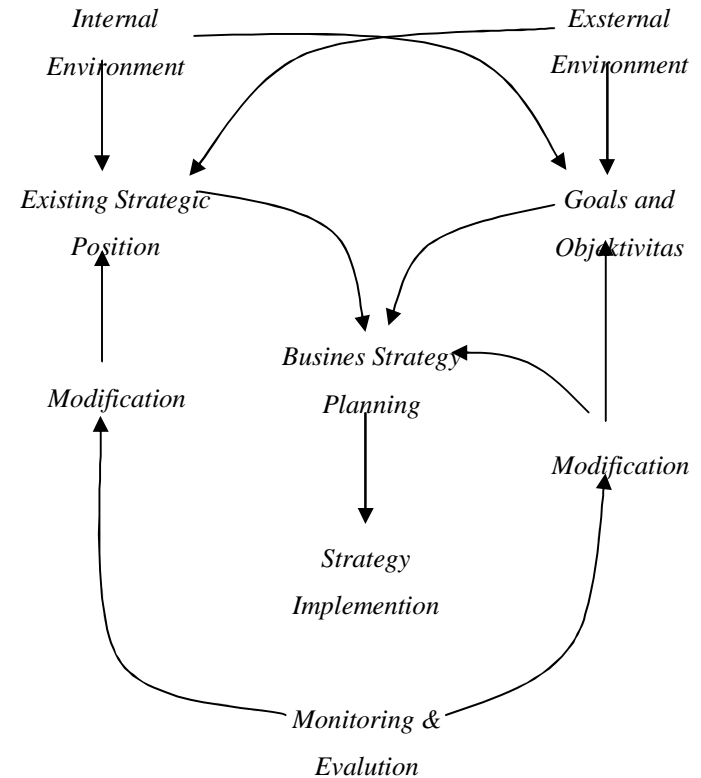 Internal
Environment
Exsternal
Environment
Existing Strategic
Position
Goals and
Objektivitas
Busines Strategy
Planning
Modification
Modification
Strategy
Implemention
Monitoring &
Evalution